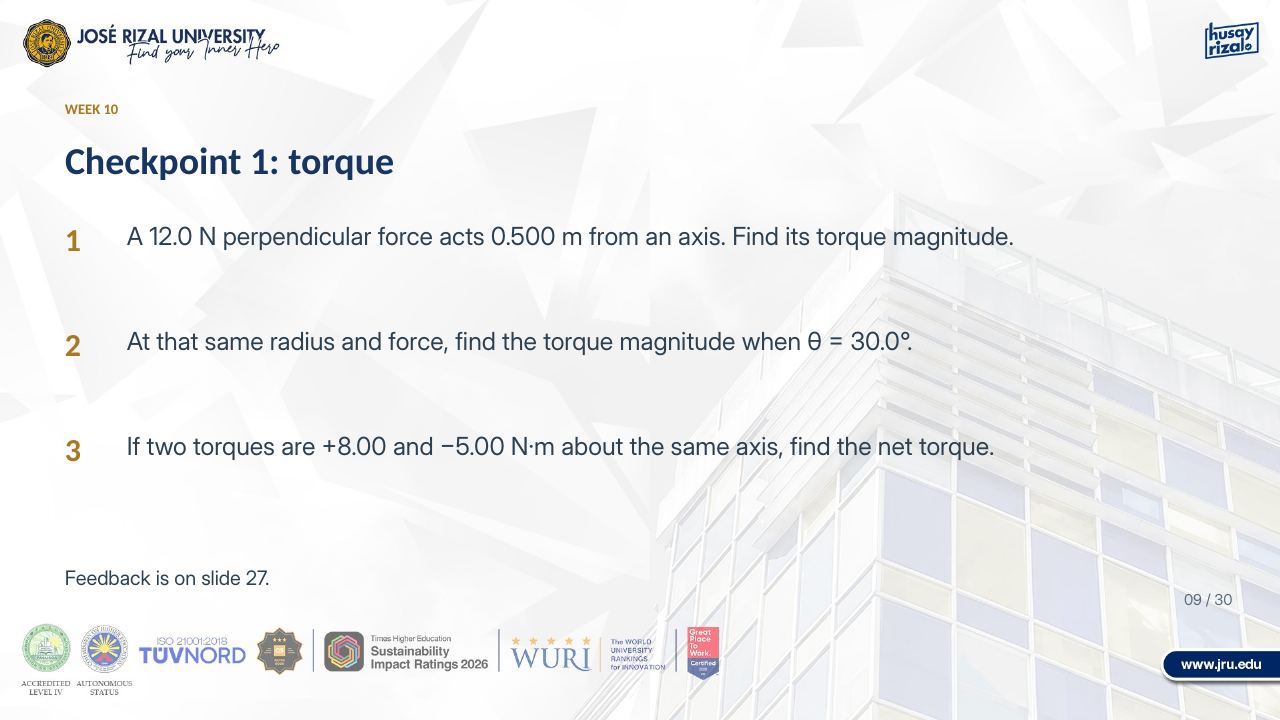 JOSÉ RIZAL UNIVERSITY
Find your Inner Hero
husay
rizal
WEEK 10
Checkpoint 1: torque
1 A 12.0 N perpendicular force acts 0.500 m from an axis. Find its torque magnitude.
2 At that same radius and force, find the torque magnitude when θ = 30.0°.
3 If two torques are +8.00 and −5.00 N·m about the same axis, find the net torque.
Feedback is on slide 27.
09 / 30
ACCREDITED
LEVEL IV
AUTONOMOUS
STATUS
ISO 21001:2018
TÜVNORD
Times Higher Education
Sustainability
Impact Ratings 2026
WURI
The WORLD
UNIVERSITY
RANKINGS
for INNOVATION
Great
Place
To
Work.
Certified
www.jru.edu